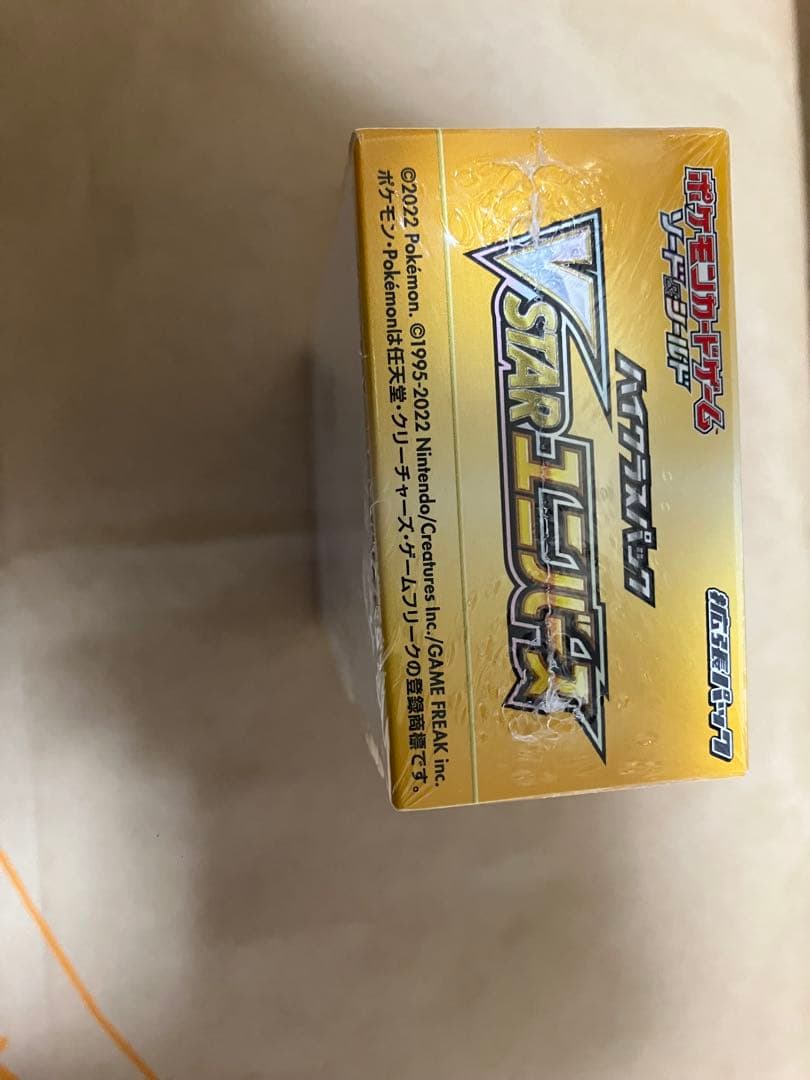 ポケモンカードゲーム
ソード&シールド
拡張パック
ハイクラスパック
VSTARユニバース
©2022 Pokémon. ©1995-2022 Nintendo/Creatures Inc./GAME FREAK inc.
ポケモン・Pokémonは任天堂・クリーチャーズ・ゲームフリークの登録商標です。